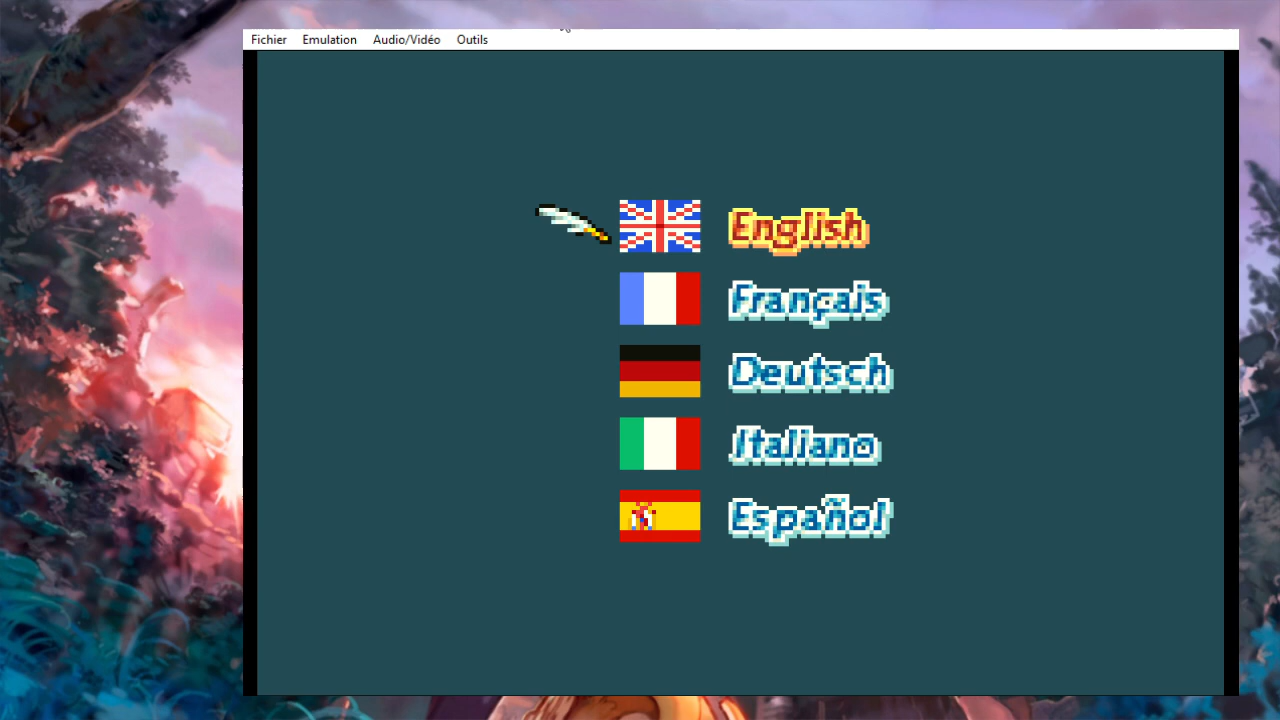 Fichier Emulation Audio/Vidéo Outils
English
Français
Deutsch
Italiano
Español